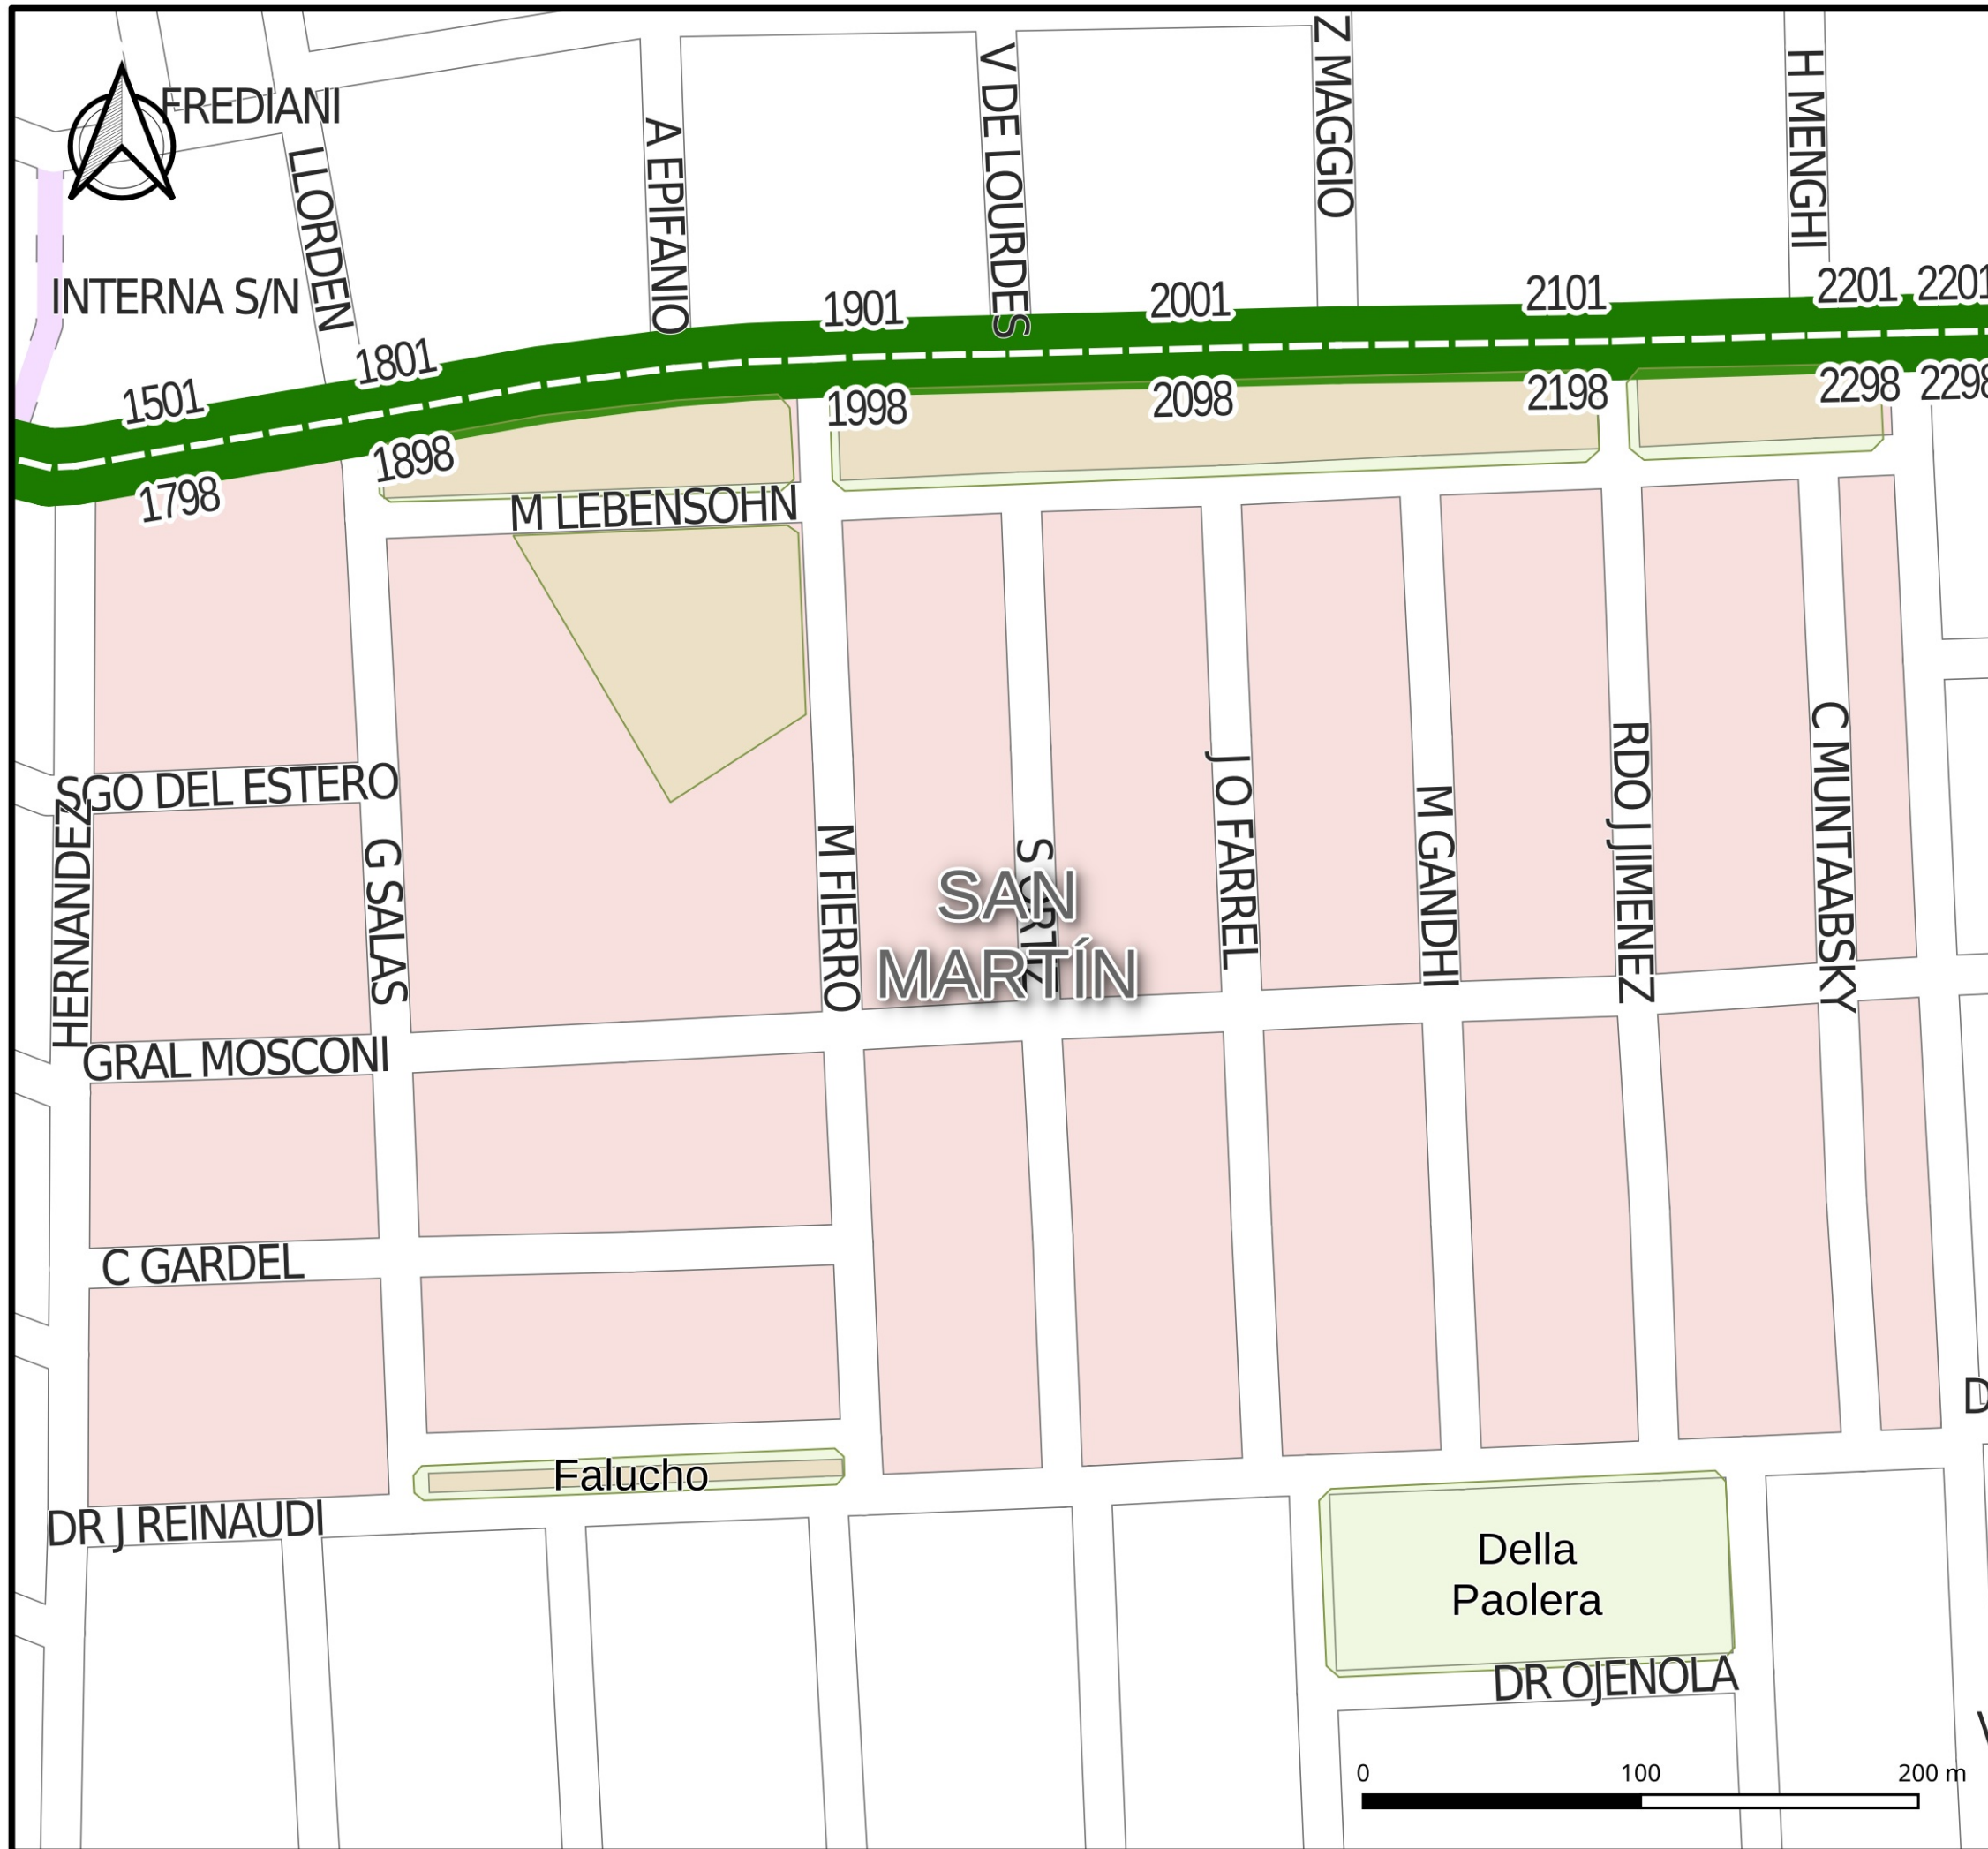 Z MAGGIO
V DE LOURDES
H MENGHI
FREDIANI
A EPIFANIO
LLORDEN
INTERNA S/N
1901
2001
2101
2201
2201
1801
1501
1998
2098
2198
2298
2298
1898
1798
M LEBENSOHN
SGO DEL ESTERO
HERNANDEZ
G SALAS
M FIERRO
SAN
MARTÍN
J O FARREL
M GANDHI
RDO J JIMENEZ
C MUNTAABSKY
GRAL MOSCONI
C GARDEL
D
Falucho
DR J REINAUDI
Della
Paolera
DR OJENOLA
0 100 200 m